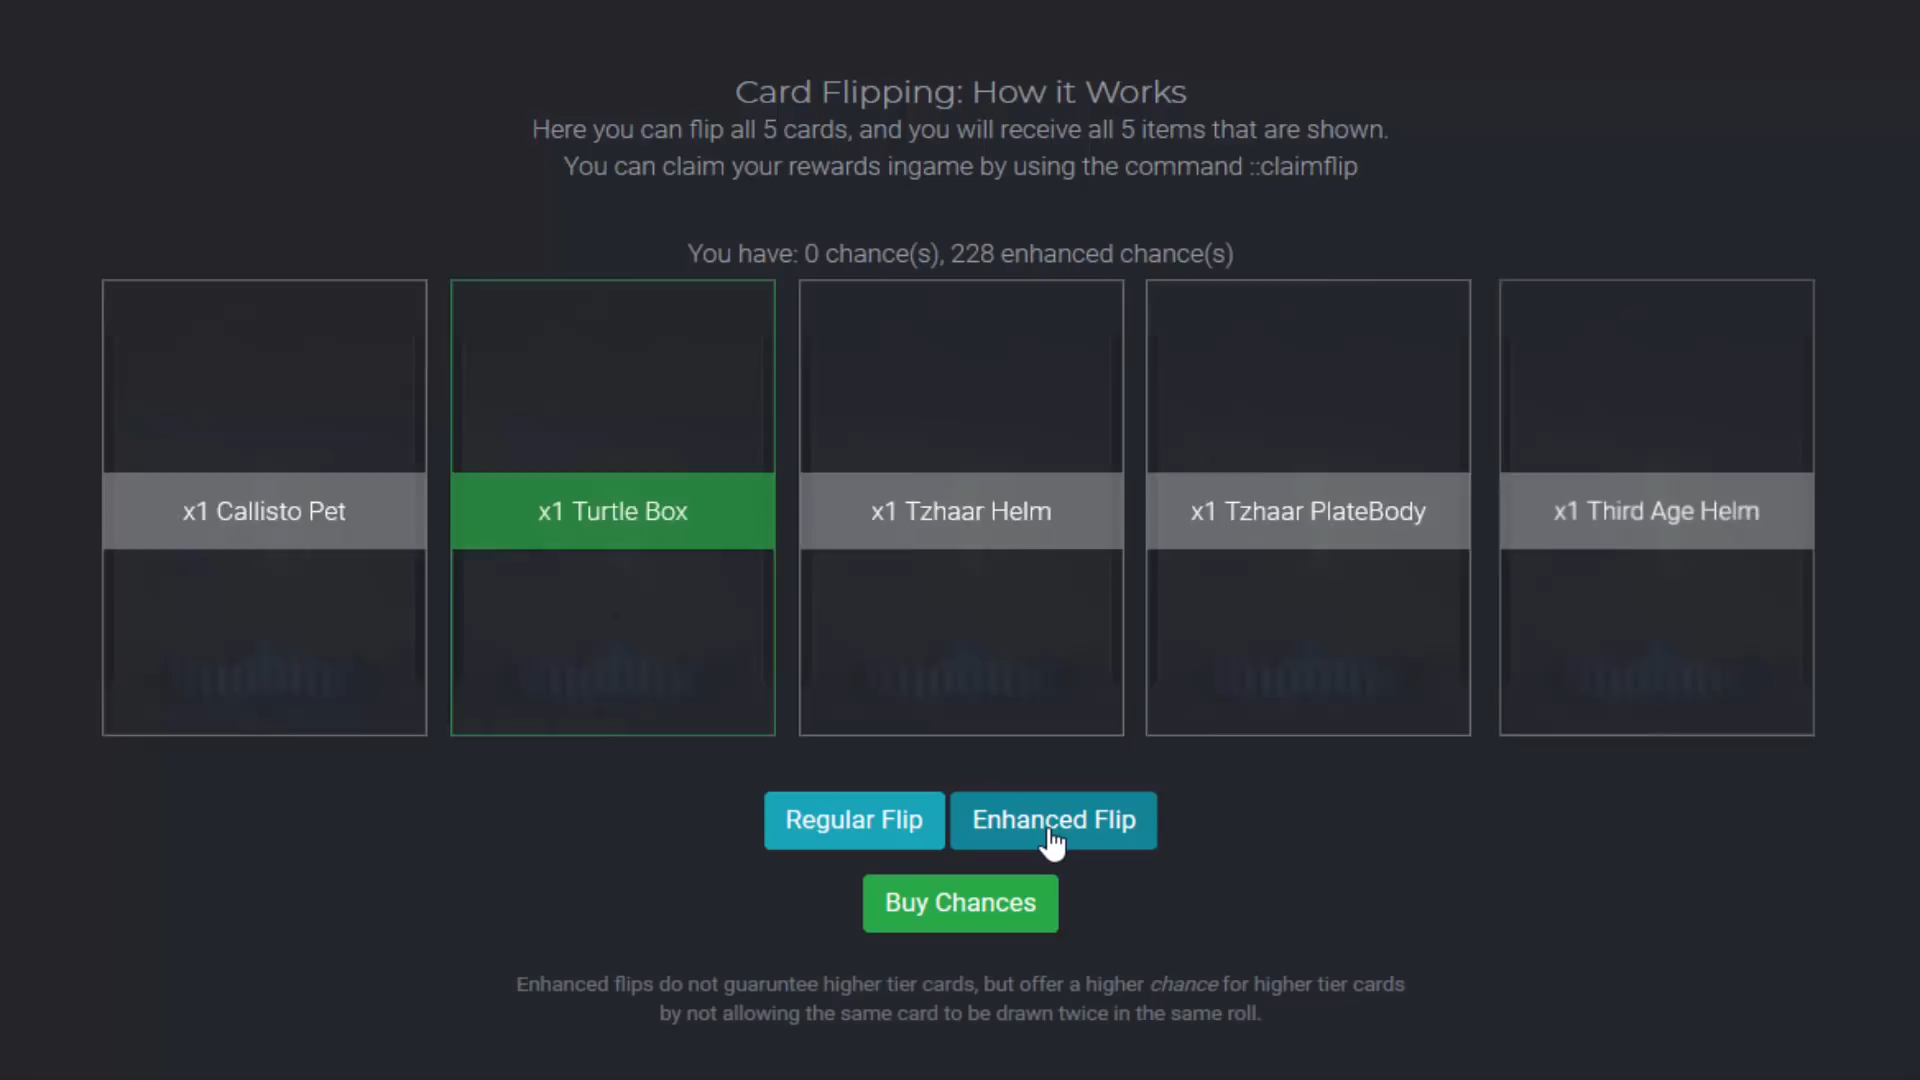 Card Flipping: How it Works
Here you can flip all 5 cards, and you will receive all 5 items that are shown.
You can claim your rewards ingame by using the command ::claimflip
You have: 0 chance(s), 228 enhanced chance(s)
x1 Callisto Pet
x1 Turtle Box
x1 Tzhaar Helm
x1 Tzhaar PlateBody
x1 Third Age Helm
Regular Flip
Enhanced Flip
Buy Chances
Enhanced flips do not guaruntee higher tier cards, but offer a higher chance for higher tier cards
by not allowing the same card to be drawn twice in the same roll.